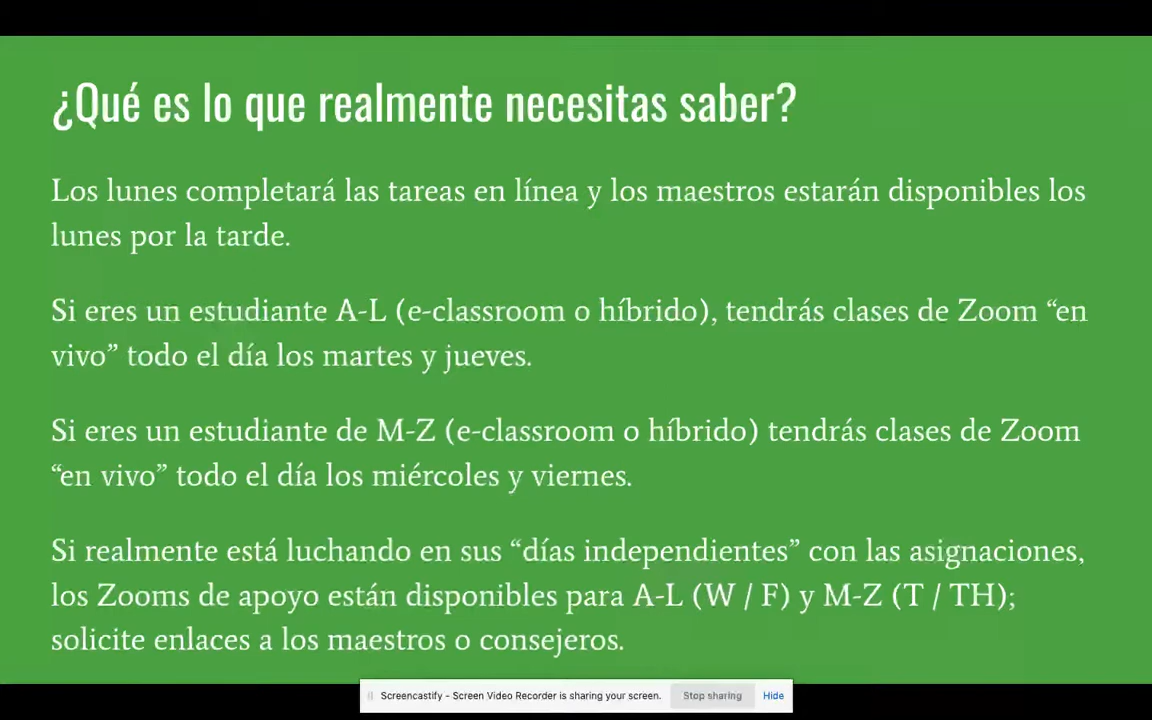 ¿Qué es lo que realmente necesitas saber?
Los lunes completará las tareas en línea y los maestros estarán disponibles los
lunes por la tarde.
Si eres un estudiante A-L (e-classroom o híbrido), tendrás clases de Zoom “en
vivo” todo el día los martes y jueves.
Si eres un estudiante de M-Z (e-classroom o híbrido) tendrás clases de Zoom
“en vivo” todo el día los miércoles y viernes.
Si realmente está luchando en sus “días independientes” con las asignaciones,
los Zooms de apoyo están disponibles para A-L (W / F) y M-Z (T / TH);
solicite enlaces a los maestros o consejeros.
Screencastify - Screen Video Recorder is sharing your screen. Stop sharing Hide